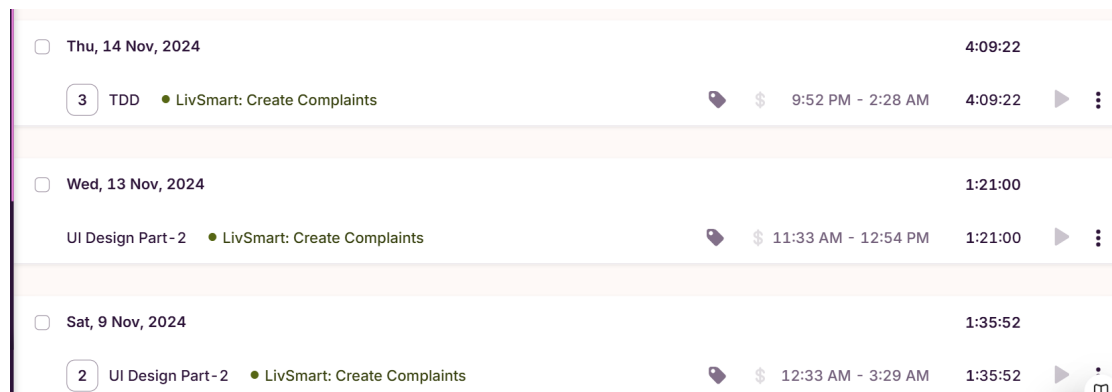 Thu, 14 Nov, 2024 4:09:22
3 TDD • LivSmart: Create Complaints $ 9:52 PM - 2:28 AM 4:09:22
Wed, 13 Nov, 2024 1:21:00
UI Design Part-2 • LivSmart: Create Complaints $ 11:33 AM - 12:54 PM 1:21:00
Sat, 9 Nov, 2024 1:35:52
2 UI Design Part-2 • LivSmart: Create Complaints $ 12:33 AM - 3:29 AM 1:35:52